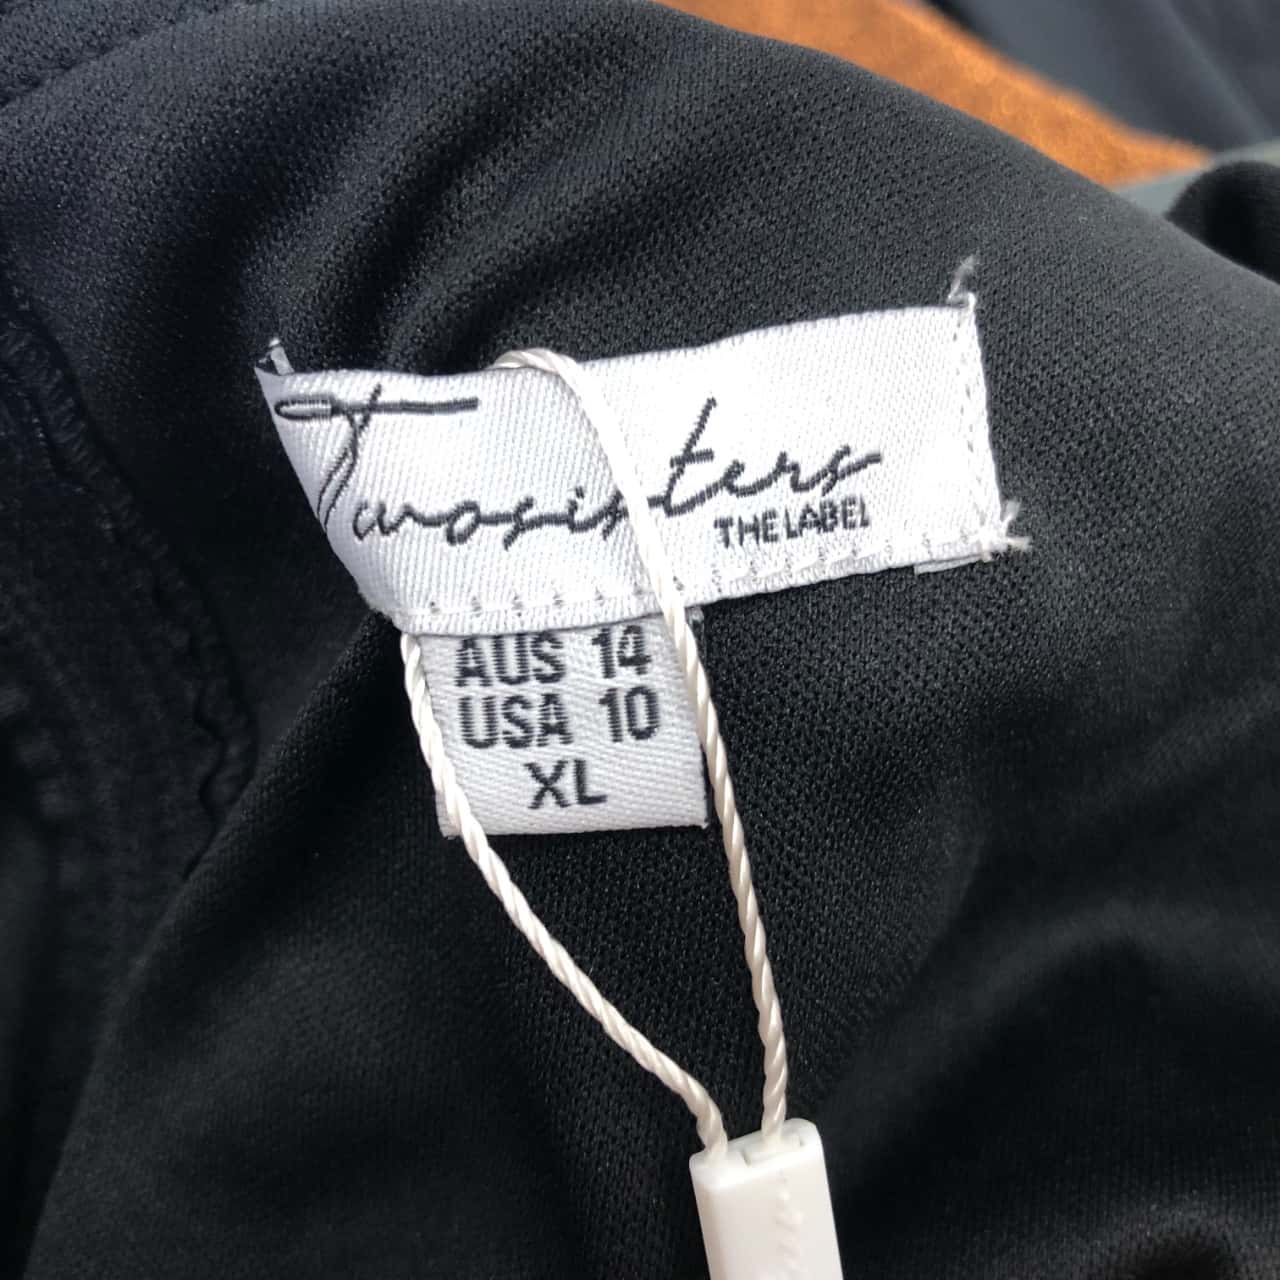 Twosisters
THE LABEL
AUS 14
USA 10
XL